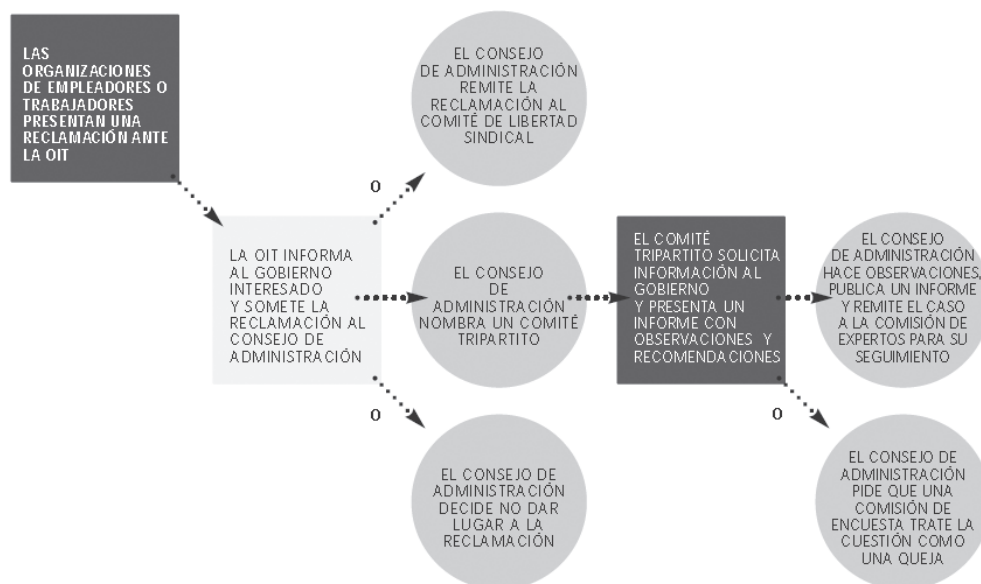 LAS
ORGANIZACIONES
DE EMPLEADORES O
TRABAJADORES
PRESENTAN UNA
RECLAMACIÓN ANTE
LA OIT
EL CONSEJO
DE ADMINISTRACIÓN
REMITE LA
RECLAMACIÓN AL
COMITÉ DE LIBERTAD
SINDICAL
O
LA OIT INFORMA
AL GOBIERNO
INTERESADO
Y SOMETE LA
RECLAMACIÓN AL
CONSEJO DE
ADMINISTRACIÓN
EL CONSEJO
DE
ADMINISTRACIÓN
NOMBRA UN COMITÉ
TRIPARTITO
EL COMITÉ
TRIPARTITO SOLICITA
INFORMACIÓN AL
GOBIERNO
Y PRESENTA UN
INFORME CON
OBSERVACIONES Y
RECOMENDACIONES
EL CONSEJO
DE ADMINISTRACIÓN
HACE OBSERVACIONES,
PUBLICA UN INFORME
Y REMITE EL CASO
A LA COMISIÓN DE
EXPERTOS PARA SU
SEGUIMIENTO
O
EL CONSEJO DE
ADMINISTRACIÓN
DECIDE NO DAR
LUGAR A LA
RECLAMACIÓN
O
EL CONSEJO DE
ADMINISTRACIÓN
PIDE QUE UNA
COMISIÓN DE
ENCUESTA TRATE LA
CUESTIÓN COMO
UNA QUEJA